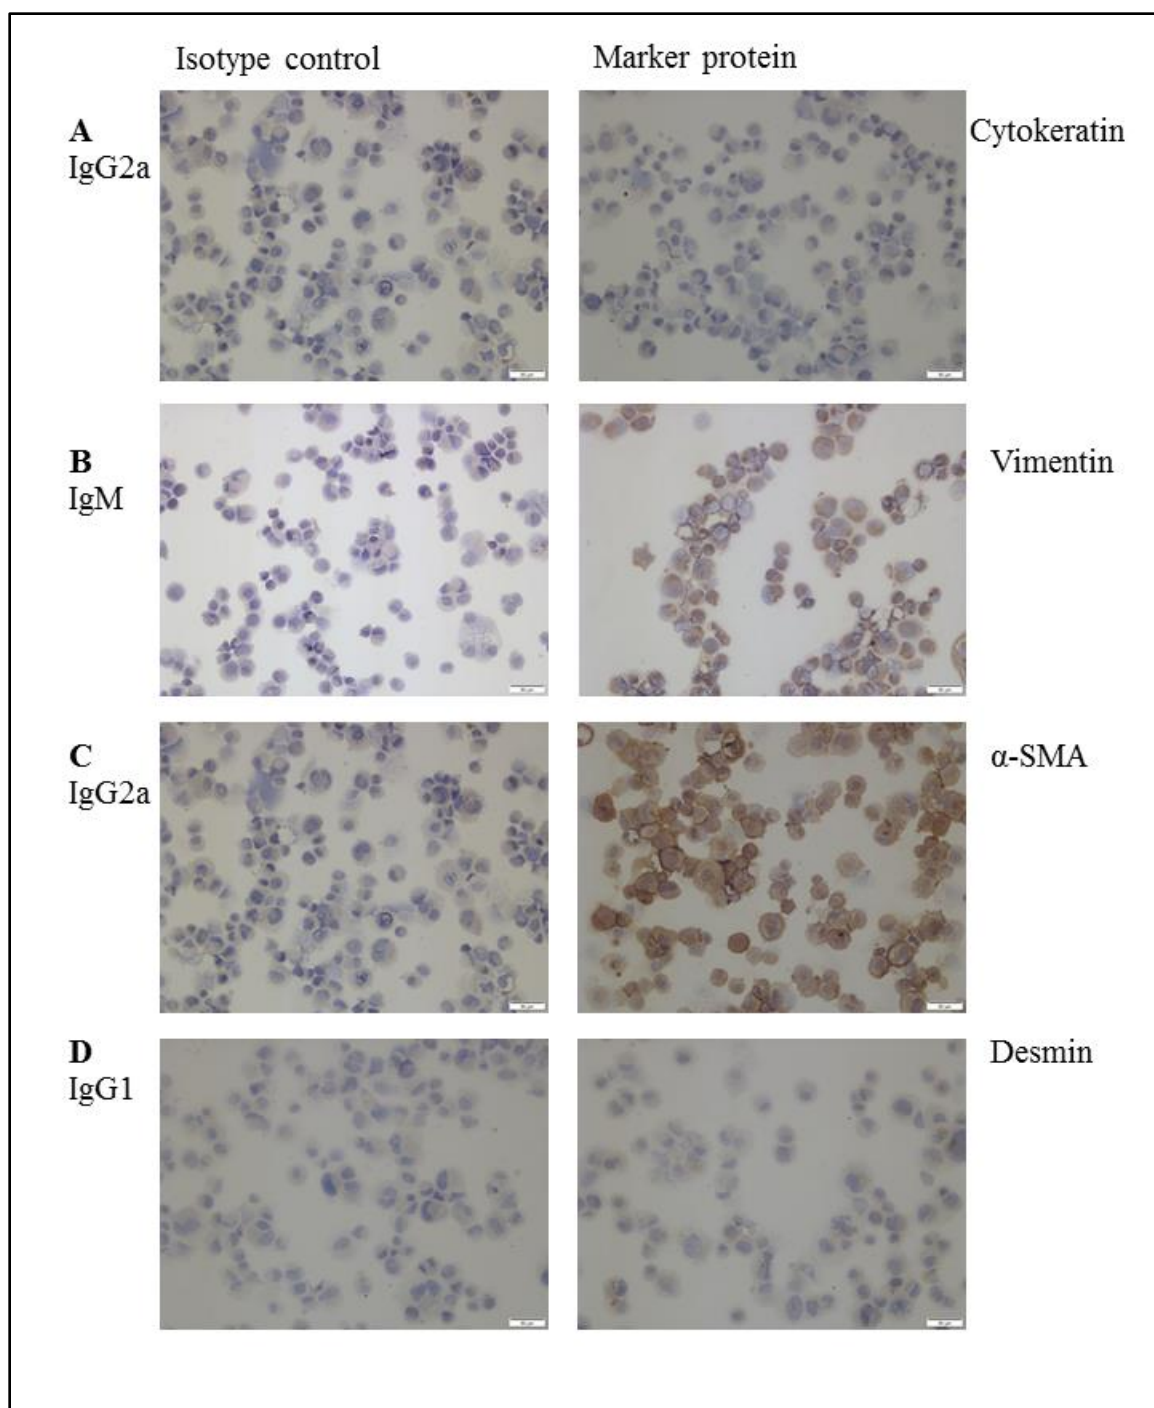 Isotype control
Marker protein
A
IgG2a
Cytokeratin
B
IgM
Vimentin
C
IgG2a
α-SMA
D
IgG1
Desmin